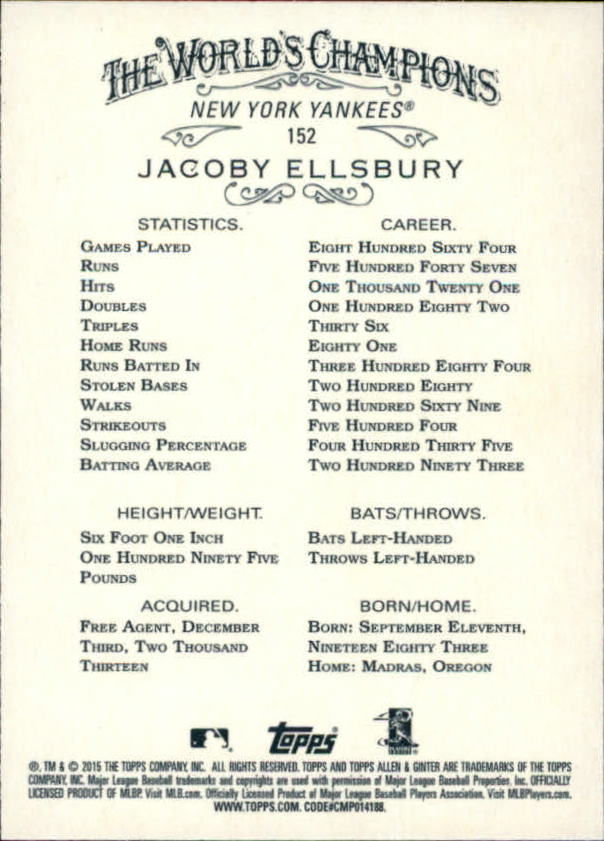 THE WORLD'S CHAMPIONS
NEW YORK YANKEES®
152
JACOBY ELLSBURY
STATISTICS. CAREER.
GAMES PLAYED EIGHT HUNDRED SIXTY FOUR
RUNS FIVE HUNDRED FORTY SEVEN
HITS ONE THOUSAND TWENTY ONE
DOUBLES ONE HUNDRED EIGHTY TWO
TRIPLES THIRTY SIX
HOME RUNS EIGHTY ONE
RUNS BATTED IN THREE HUNDRED EIGHTY FOUR
STOLEN BASES TWO HUNDRED EIGHTY
WALKS TWO HUNDRED SIXTY NINE
STRIKEOUTS FIVE HUNDRED FOUR
SLUGGING PERCENTAGE FOUR HUNDRED THIRTY FIVE
BATTING AVERAGE TWO HUNDRED NINETY THREE
HEIGHT/WEIGHT. BATS/THROWS.
SIX FOOT ONE INCH BATS LEFT-HANDED
ONE HUNDRED NINETY FIVE THROWS LEFT-HANDED
POUNDS
ACQUIRED. BORN/HOME.
FREE AGENT, DECEMBER BORN: SEPTEMBER ELEVENTH,
THIRD, TWO THOUSAND NINETEEN EIGHTY THREE
THIRTEEN HOME: MADRAS, OREGON
Topps
®, TM & © 2015 THE TOPPS COMPANY, INC. ALL RIGHTS RESERVED. TOPPS AND TOPPS ALLEN & GINTER ARE TRADEMARKS OF THE TOPPS
COMPANY, INC. Major League Baseball trademarks and copyrights are used with permission of Major League Baseball Properties, Inc. OFFICIALLY
LICENSED PRODUCT OF MLBP. Visit MLB.com. Officially Licensed Product of Major League Baseball Players Association. Visit MLBPlayers.com.
WWW.TOPPS.COM. CODE#CMP014188.